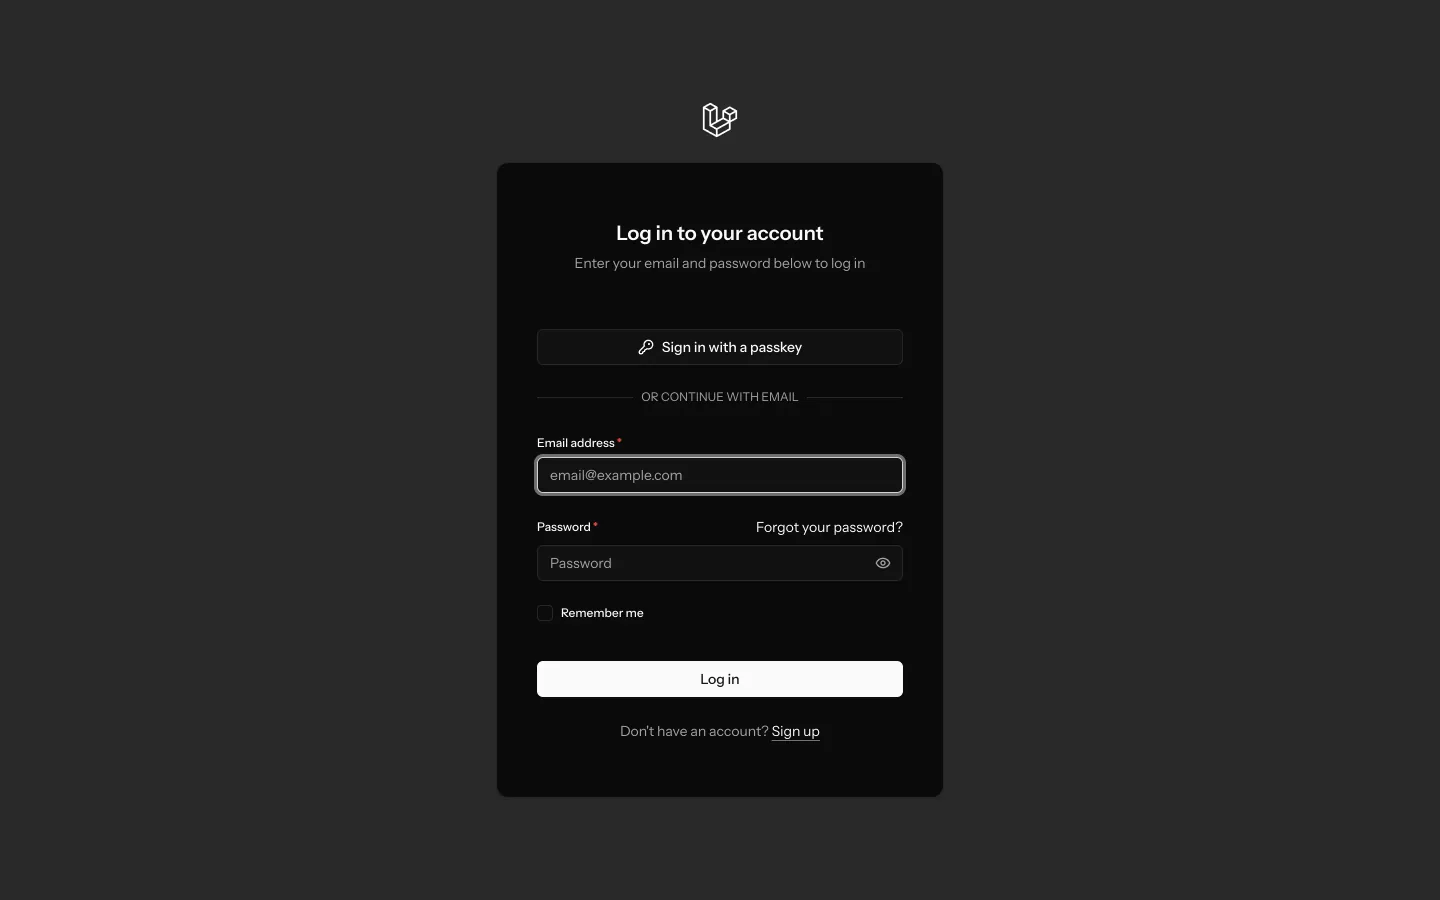 Log in to your account
Enter your email and password below to log in
Sign in with a passkey
OR CONTINUE WITH EMAIL
Email address *
email@example.com
Password * Forgot your password?
Password
Remember me
Log in
Don't have an account? Sign up